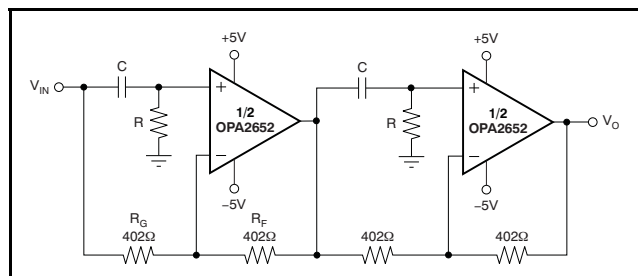 +5V
+5V
C
C
V_IN
+
+
1/2
OPA2652
1/2
OPA2652
V_O
R
R
−
−
−5V
−5V
R_G
402Ω
R_F
402Ω
402Ω
402Ω